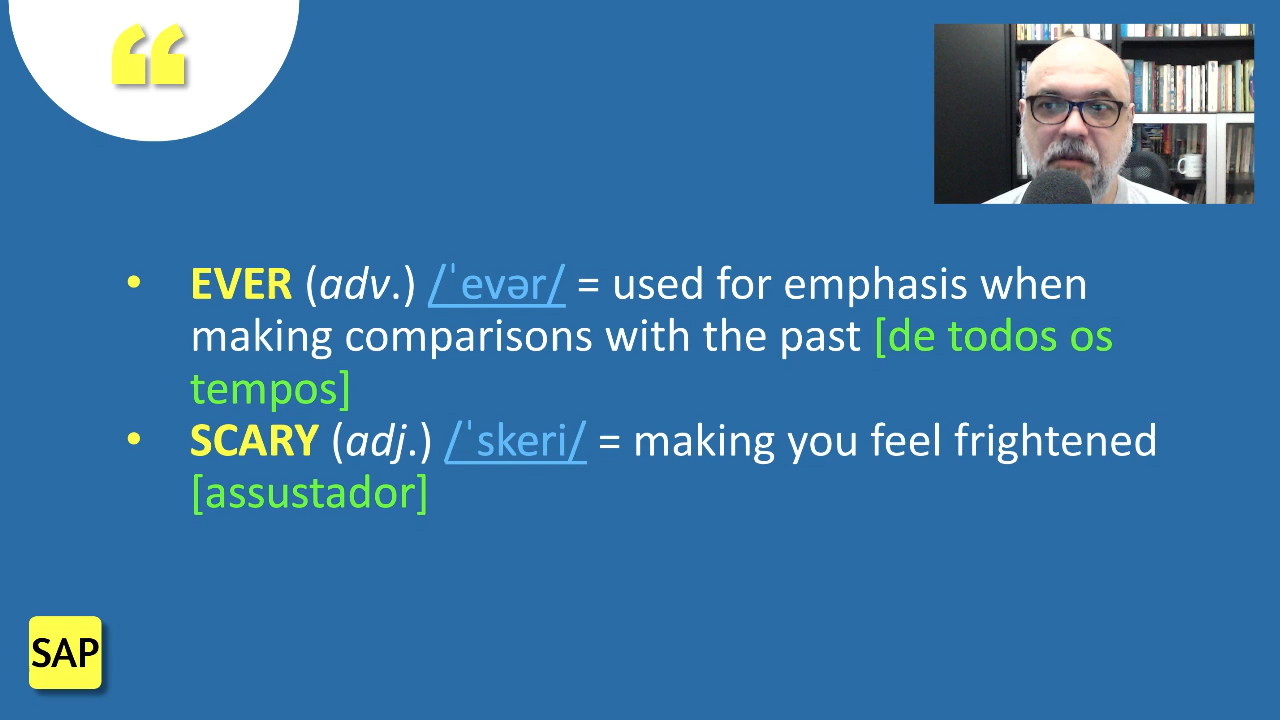 “
• EVER (adv.) /ˈevər/ = used for emphasis when
making comparisons with the past [de todos os
tempos]
• SCARY (adj.) /ˈskeri/ = making you feel frightened
[assustador]
SAP